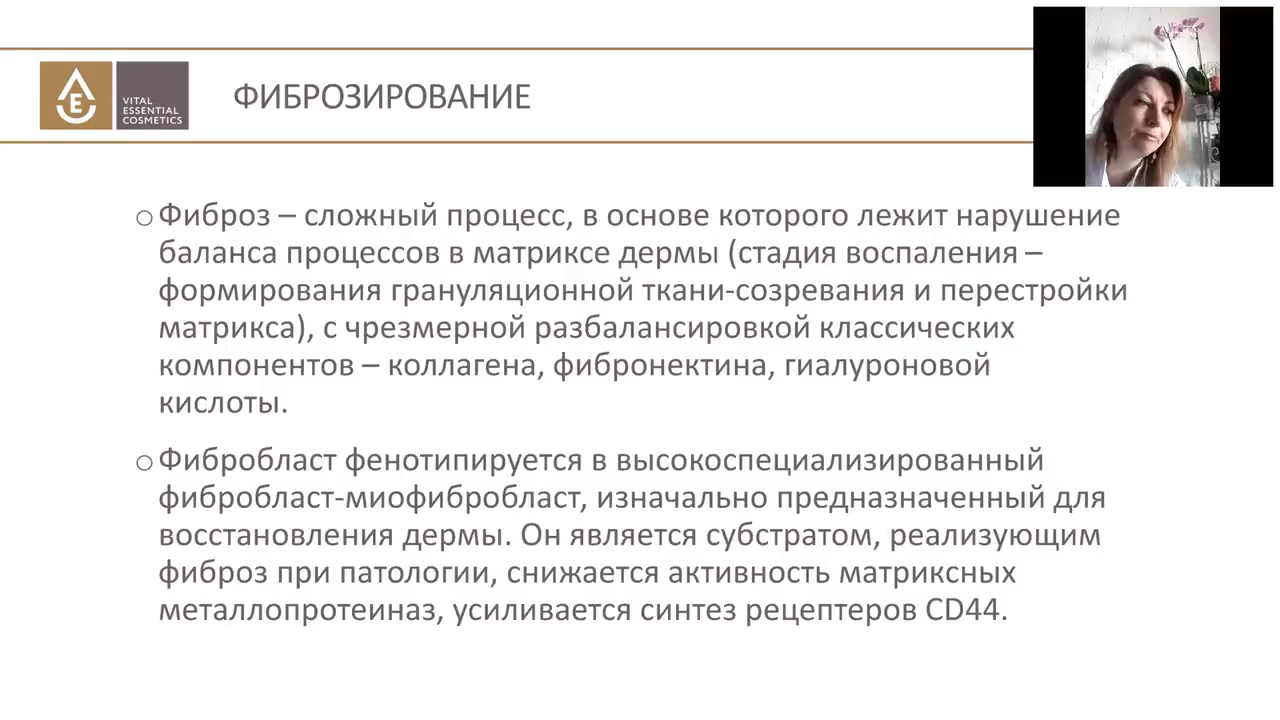 VITAL
ESSENTIAL
COSMETICS
ФИБРОЗИРОВАНИЕ
Фиброз – сложный процесс, в основе которого лежит нарушение
баланса процессов в матриксе дермы (стадия воспаления –
формирования грануляционной ткани-созревания и перестройки
матрикса), с чрезмерной разбалансировкой классических
компонентов – коллагена, фибронектина, гиалуроновой
кислоты.
Фибробласт фенотипируется в высокоспециализированный
фибробласт-миофибробласт, изначально предназначенный для
восстановления дермы. Он является субстратом, реализующим
фиброз при патологии, снижается активность матриксных
металлопротеиназ, усиливается синтез рецептеров CD44.